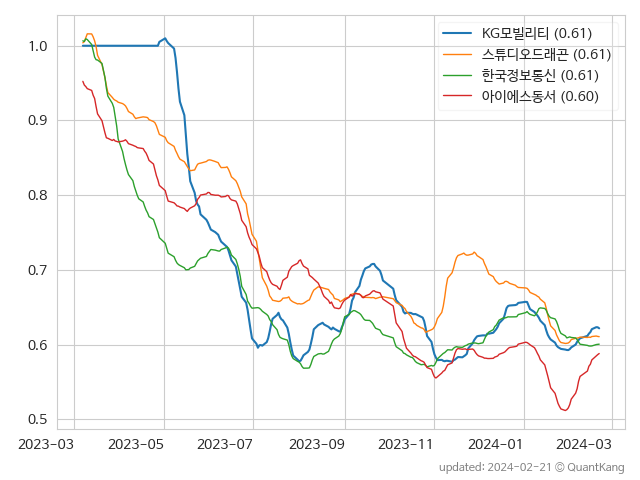 KG모빌리티 (0.61)
스튜디오드래곤 (0.61)
한국정보통신 (0.61)
아이에스동서 (0.60)
1.0
0.9
0.8
0.7
0.6
0.5
2023-03 2023-05 2023-07 2023-09 2023-11 2024-01 2024-03
updated: 2024-02-21 © QuantKang